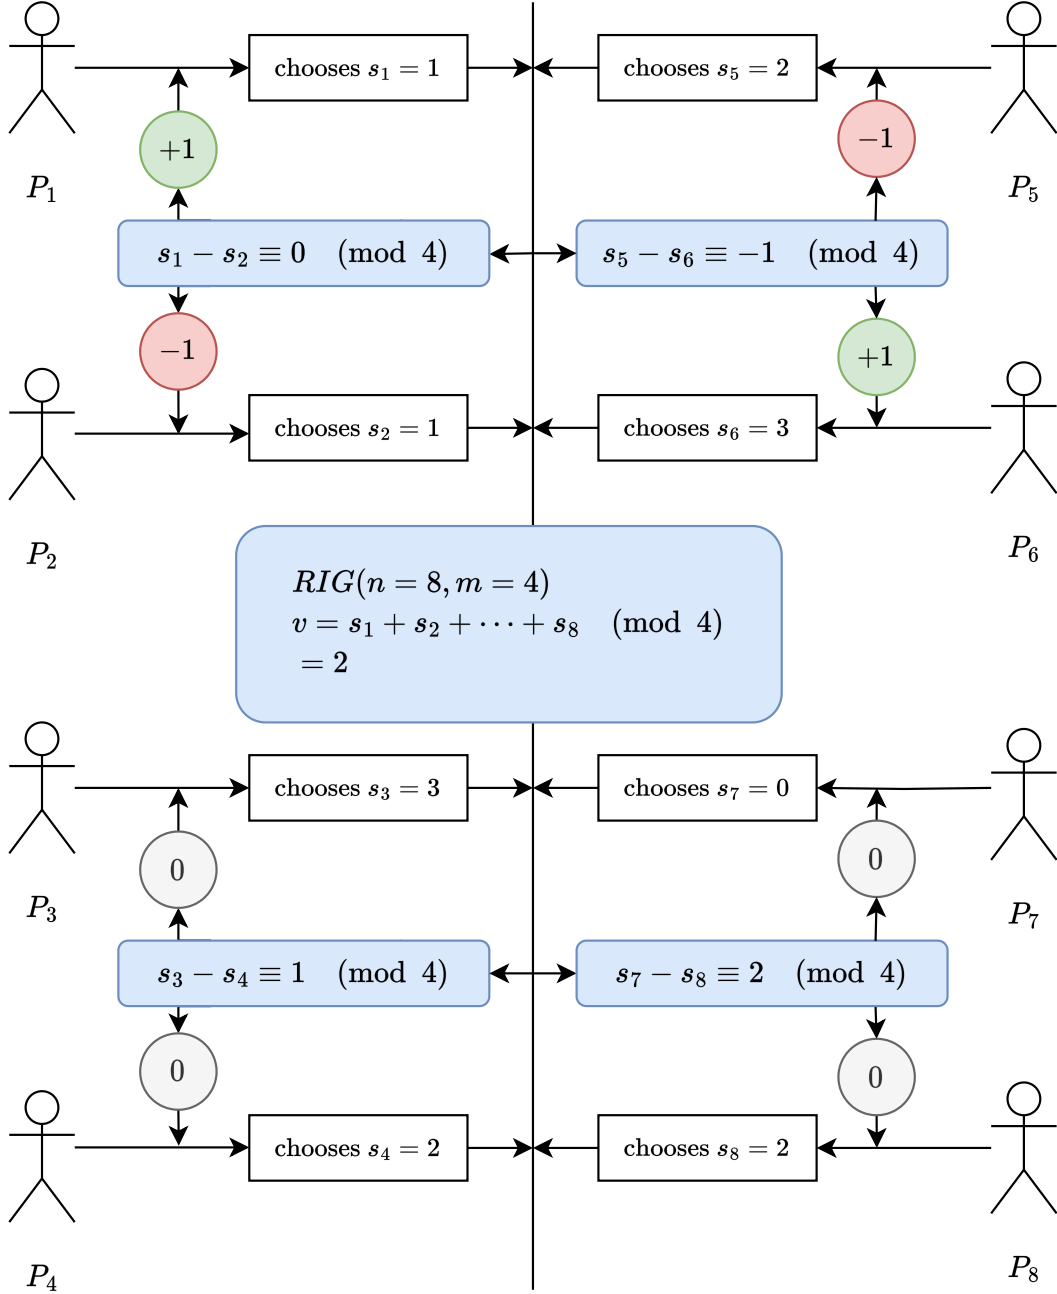 chooses s₁ = 1
chooses s₅ = 2
+1
−1
P₁
P₅
s₁ − s₂ ≡ 0 (mod 4)
s₅ − s₆ ≡ −1 (mod 4)
−1
+1
chooses s₂ = 1
chooses s₆ = 3
P₂
P₆
RIG(n = 8, m = 4)
v = s₁ + s₂ + ⋯ + s₈ (mod 4)
= 2
chooses s₃ = 3
chooses s₇ = 0
0
0
P₃
P₇
s₃ − s₄ ≡ 1 (mod 4)
s₇ − s₈ ≡ 2 (mod 4)
0
0
chooses s₄ = 2
chooses s₈ = 2
P₄
P₈